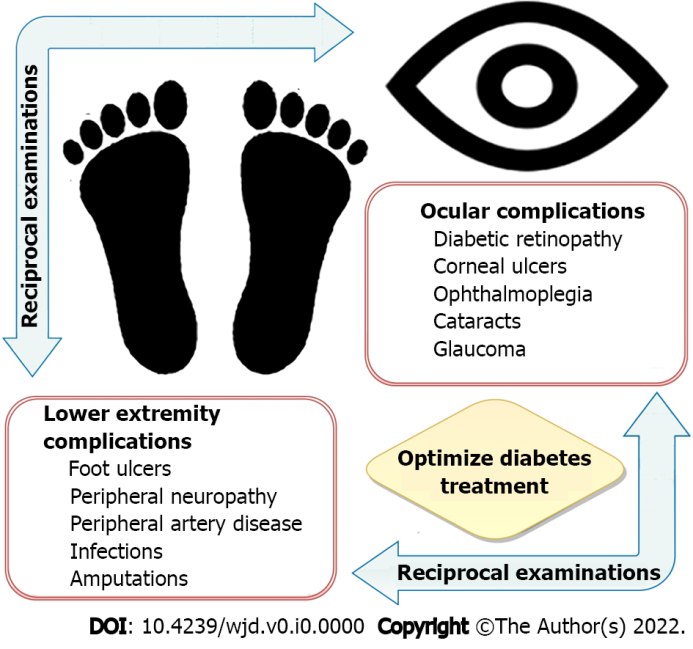 Reciprocal examinations
Ocular complications
Diabetic retinopathy
Corneal ulcers
Ophthalmoplegia
Cataracts
Glaucoma
Lower extremity
complications
Foot ulcers
Peripheral neuropathy
Peripheral artery disease
Infections
Amputations
Optimize diabetes
treatment
Reciprocal examinations
DOI: 10.4239/wjd.v0.i0.0000 Copyright ©The Author(s) 2022.